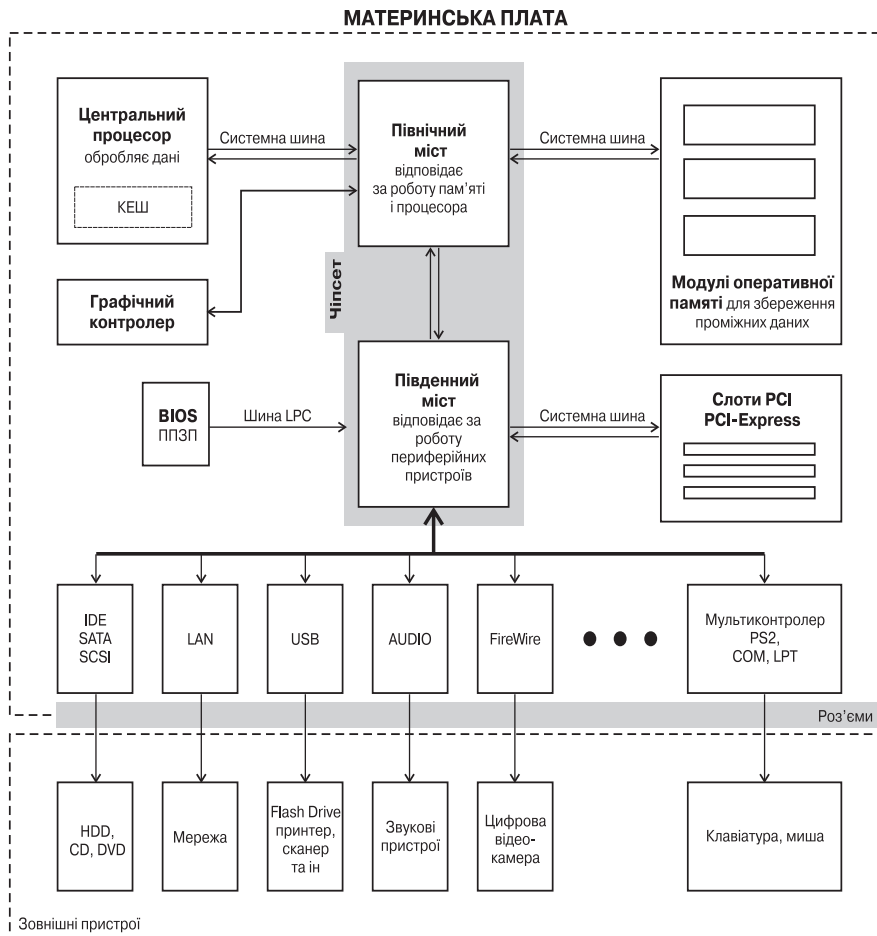 МАТЕРИНСЬКА ПЛАТА
Центральний
процесор
обробляє дані
КЕШ
Системна шина
Північний
міст
відповідає
за роботу пам’яті
і процесора
Системна шина
Модулі оперативної
памяті для збереження
проміжних даних
Графічний
контролер
Чіпсет
BIOS
ППЗП
Шина LPC
Південний
міст
відповідає за
роботу
периферійних
пристроїв
Системна шина
Слоти PCI
PCI-Express
IDE
SATA
SCSI
LAN
USB
AUDIO
FireWire
Мультиконтролер
PS2,
COM, LPT
Роз’єми
HDD,
CD, DVD
Мережа
Flash Drive
принтер,
сканер
та ін
Звукові
пристрої
Цифрова
відео-
камера
Клавіатура, миша
Зовнішні пристрої